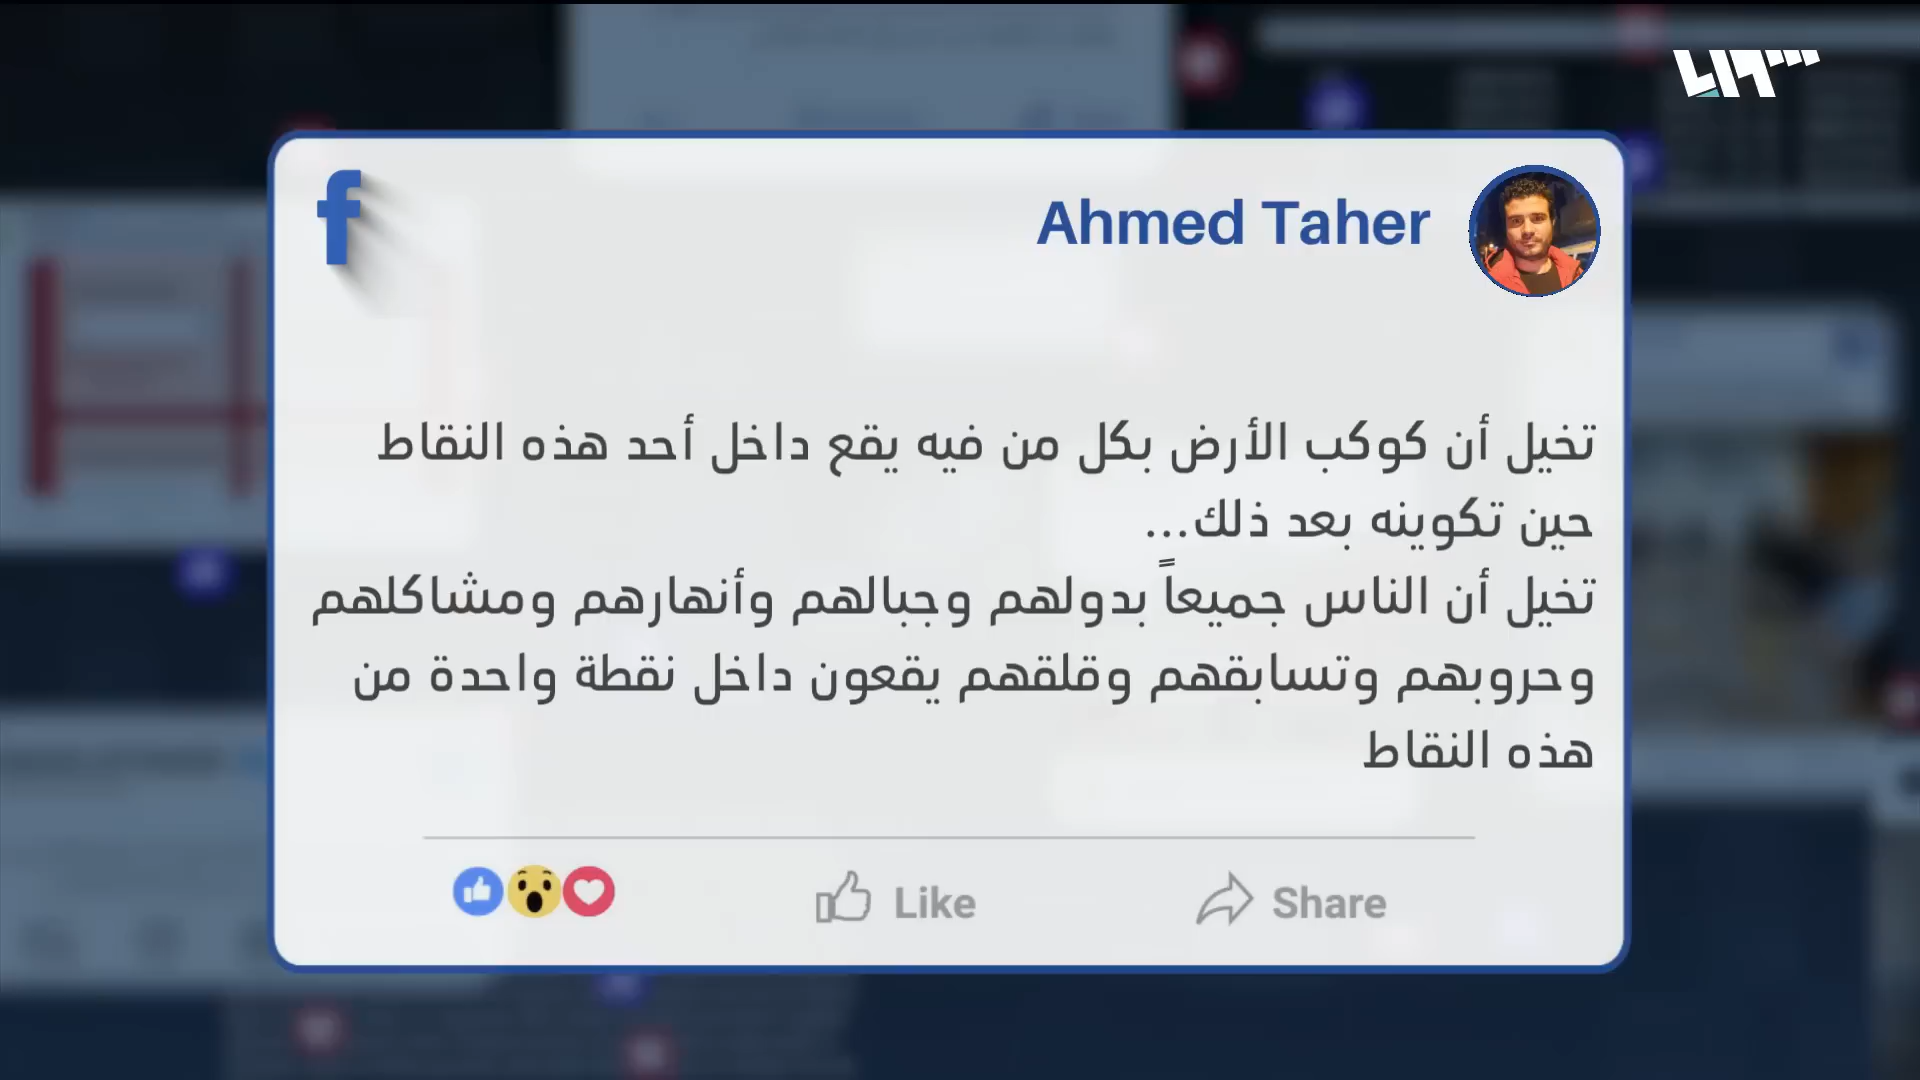 Ahmed Taher
تخيل أن كوكب الأرض بكل من فيه يقع داخل أحد هذه النقاط
حين تكوينه بعد ذلك...
تخيل أن الناس جميعاً بدولهم وجبالهم وأنهارهم ومشاكلهم
وحروبهم وتسابقهم وقلقهم يقعون داخل نقطة واحدة من
هذه النقاط
Like
Share